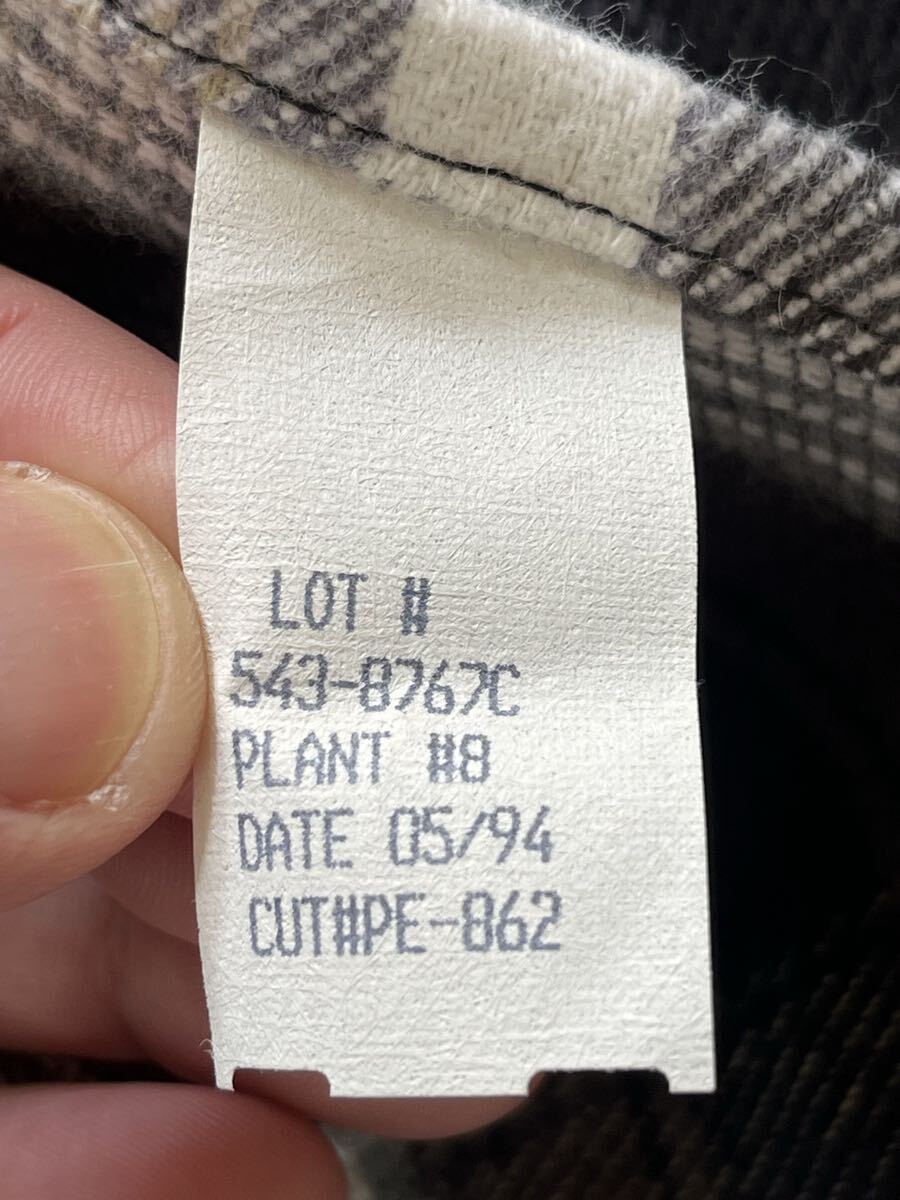 LOT #
543-8767C
PLANT #8
DATE 05/94
CUT#PE-862